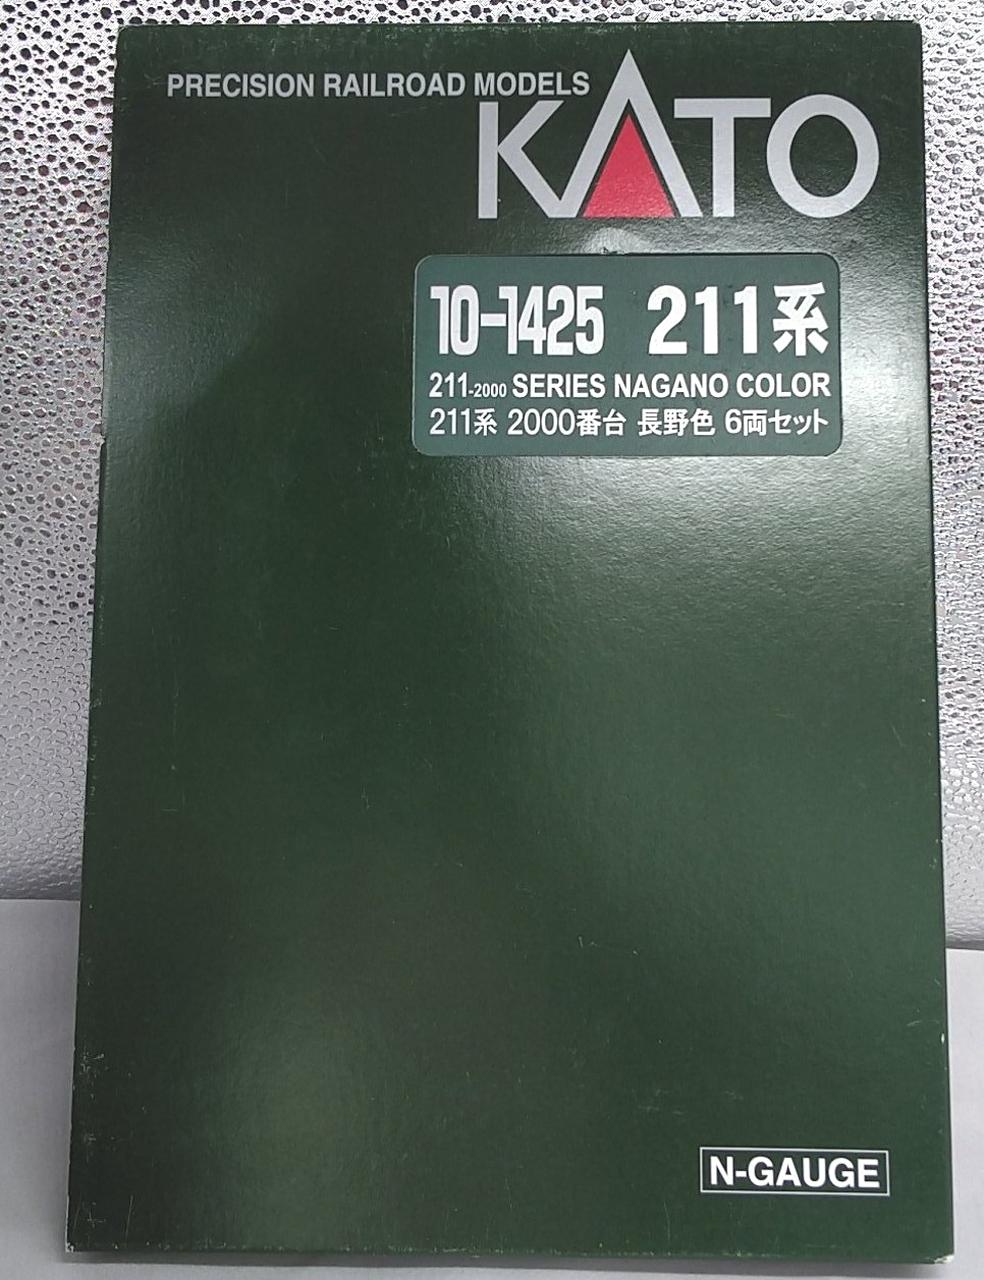 PRECISION RAILROAD MODELS
KATO
10-1425 211系
211-2000 SERIES NAGANO COLOR
211系 2000番台 長野色 6両セット
N-GAUGE